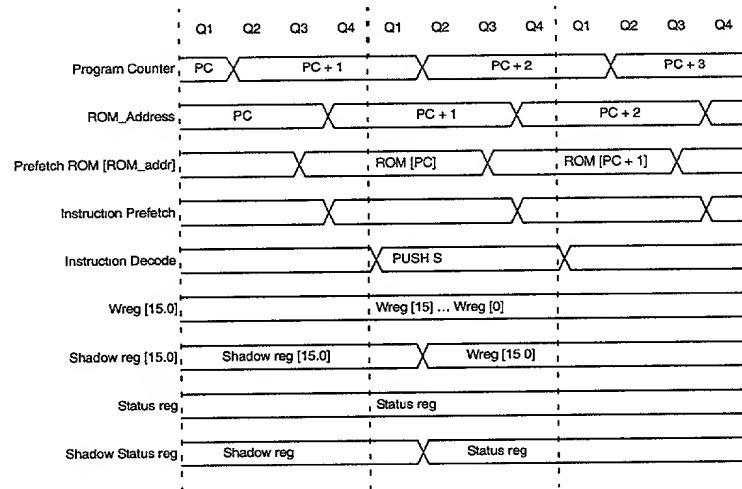 Q1 Q2 Q3 Q4 Q1 Q2 Q3 Q4 Q1 Q2 Q3 Q4
Program Counter PC PC + 1 PC + 2 PC + 3
ROM_Address PC PC + 1 PC + 2
Prefetch ROM [ROM_addr] ROM [PC] ROM [PC + 1]
Instruction Prefetch
Instruction Decode PUSH S
Wreg [15.0] Wreg [15] ... Wreg [0]
Shadow reg [15.0] Shadow reg [15.0] Wreg [15 0]
Status reg Status reg
Shadow Status reg Shadow reg Status reg